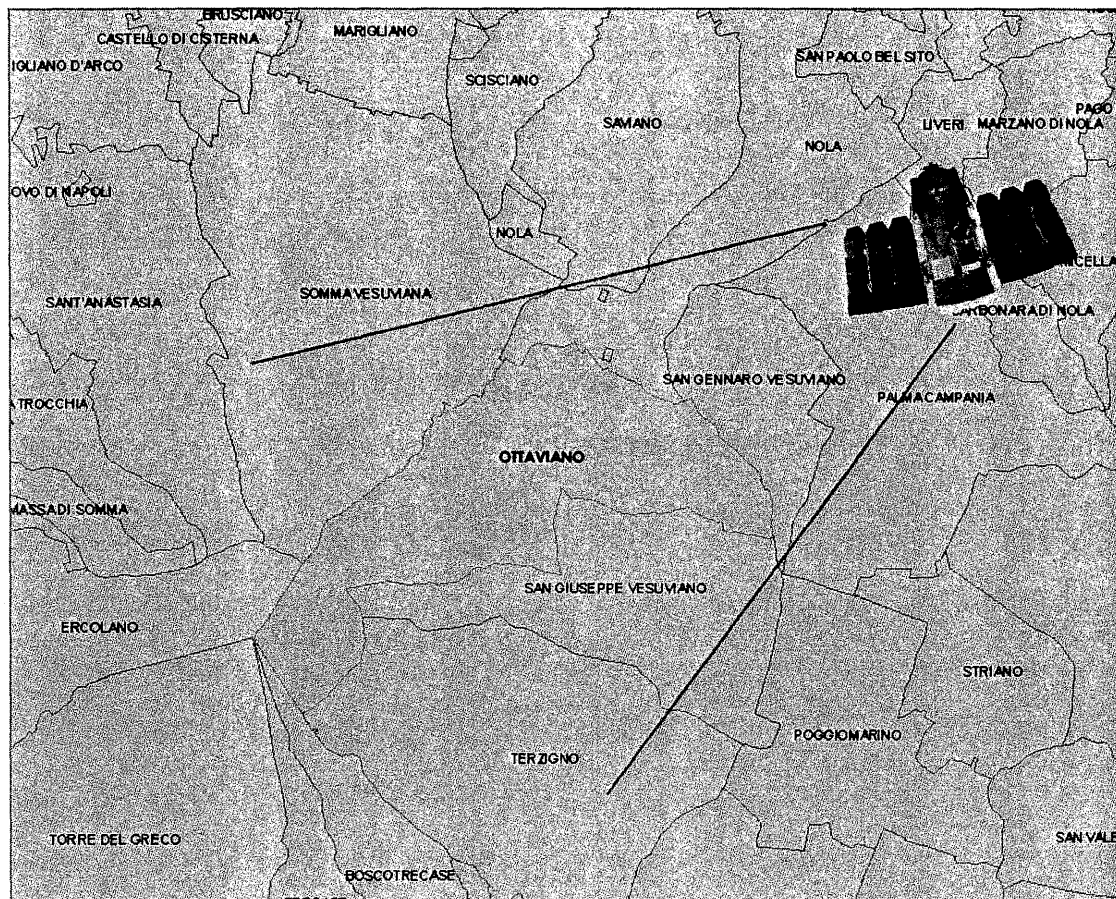 BRUSCIANO
CASTELLO DI CISTERNA
MARIGLIANO
IGLIANO D'ARCO
SCISCIANO
SAN PAOLO BEL SITO
PAGO
SAVIANO
LIVERI
MARZANO DI NOLA
NOLA
OVO DI NAPOLI
NOLA
ICELLA
SANT'ANASTASIA
SOMMA VESUVIANA
CARBONARA DI NOLA
SAN GENNARO VESUVIANO
A TROCCHIA
PALMA CAMPANIA
OTTAVIANO
MASSA DI SOMMA
SAN GIUSEPPE VESUVIANO
ERCOLANO
STRIANO
POGGIOMARINO
TERZIGNO
TORRE DEL GRECO
SAN VALE
BOSCOTRECASE